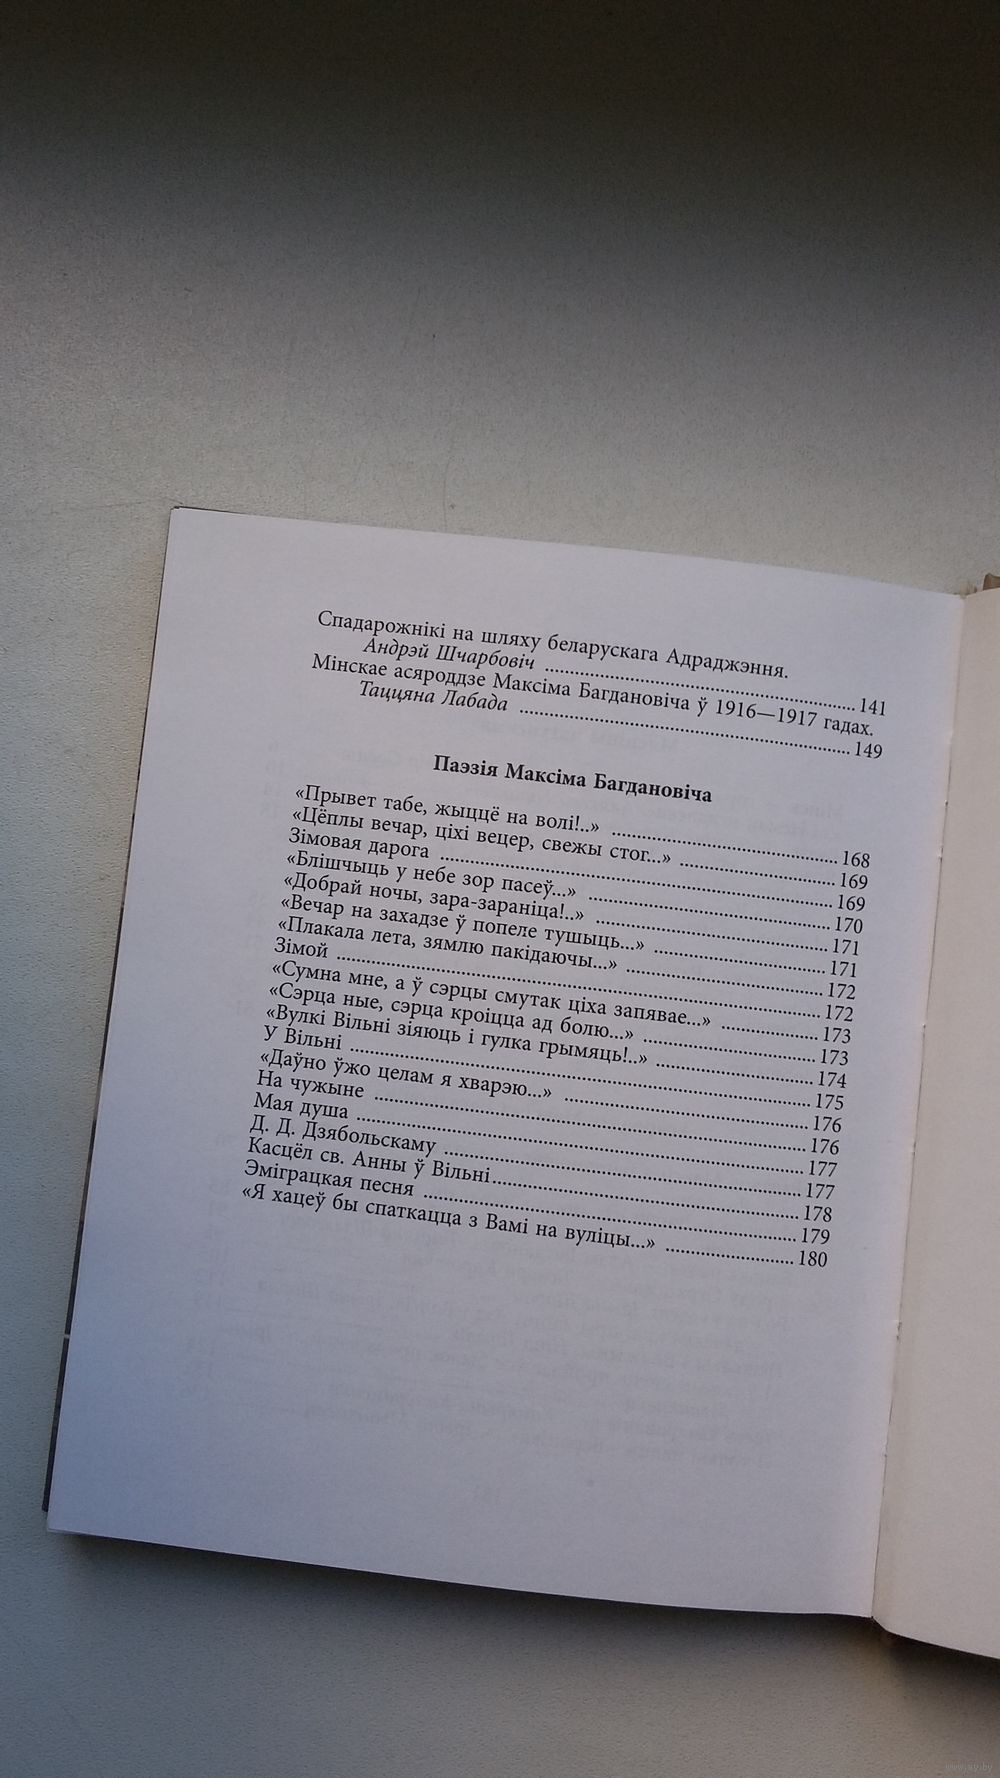 Спадарожнікі на шляху беларускага Адраджэння.
Андрэй Шчарбовіч ..... 141
Мінскае асяроддзе Максіма Багдановіча ў 1916—1917 гадах.
Таццяна Лабада ..... 149
Паэзія Максіма Багдановіча
«Прывет табе, жыццё на волі!..» ..... 168
«Цёплы вечар, ціхі вецер, свежы стог...» ..... 169
Зімовая дарога ..... 169
«Блішчыць у небе зор пасеў...» ..... 170
«Добрай ночы, зара-зараніца!..» ..... 171
«Вечар на захадзе ў попеле тушыць...» ..... 171
«Плакала лета, зямлю пакідаючы...» ..... 172
Зімой ..... 172
«Сумна мне, а ў сэрцы смутак ціха запявае...» ..... 173
«Сэрца ные, сэрца кроіцца ад болю...» ..... 173
«Вулкі Вільні зіяюць і гулка грымяць!..» ..... 174
У Вільні ..... 175
«Даўно ўжо целам я хварэю...» ..... 176
На чужыне ..... 176
Мая душа ..... 177
Д. Д. Дзябольскаму ..... 177
Касцёл св. Анны ў Вільні ..... 178
Эміграцкая песня ..... 179
«Я хацеў бы спаткацца з Вамі на вуліцы...» ..... 180